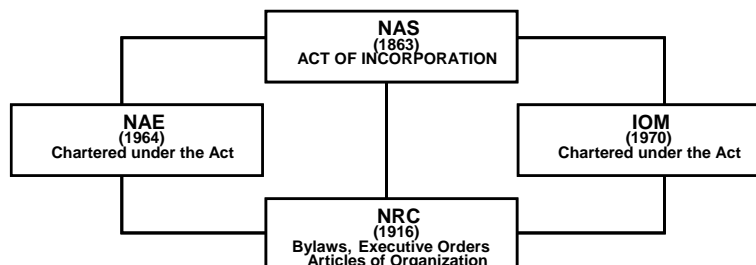 NAS
(1863)
ACT OF INCORPORATION
NAE
(1964)
Chartered under the Act
IOM
(1970)
Chartered under the Act
NRC
(1916)
Bylaws, Executive Orders
Articles of Organization